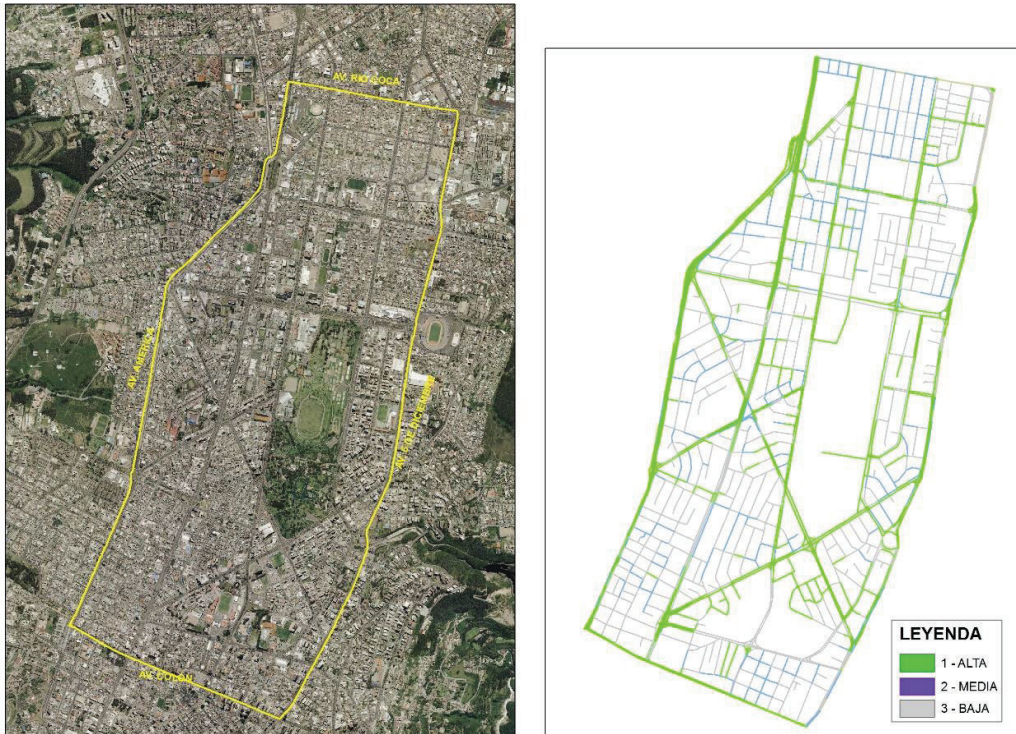 AV. RIO COCA
AV. AMERICA
AV. 6 DE DICIEMBRE
AV. COLON
LEYENDA
1 - ALTA
2 - MEDIA
3 - BAJA